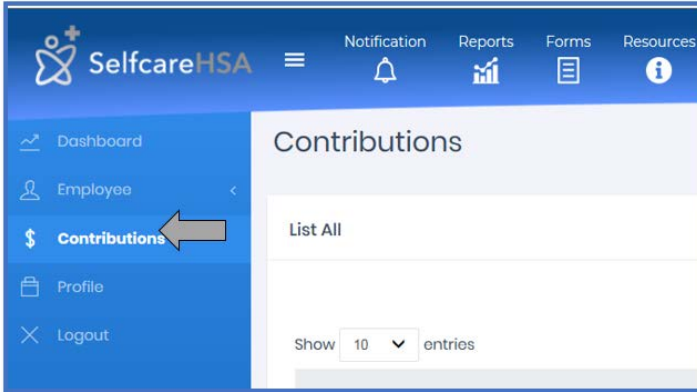 SelfcareHSA
Notification Reports Forms Resources
Dashboard
Employee
Contributions
Profile
Logout
Contributions
List All
Show 10 entries